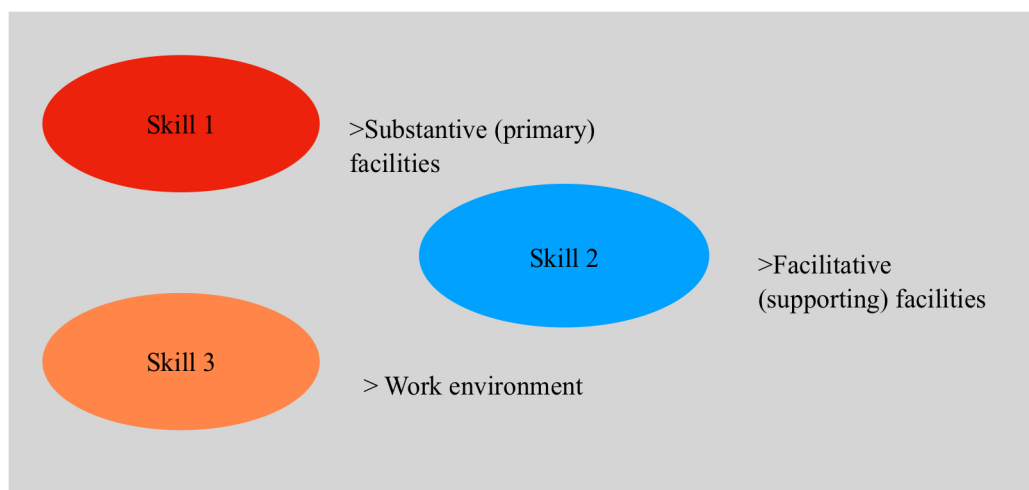 Skill 1
>Substantive (primary)
facilities
Skill 2
>Facilitative
(supporting) facilities
Skill 3
> Work environment